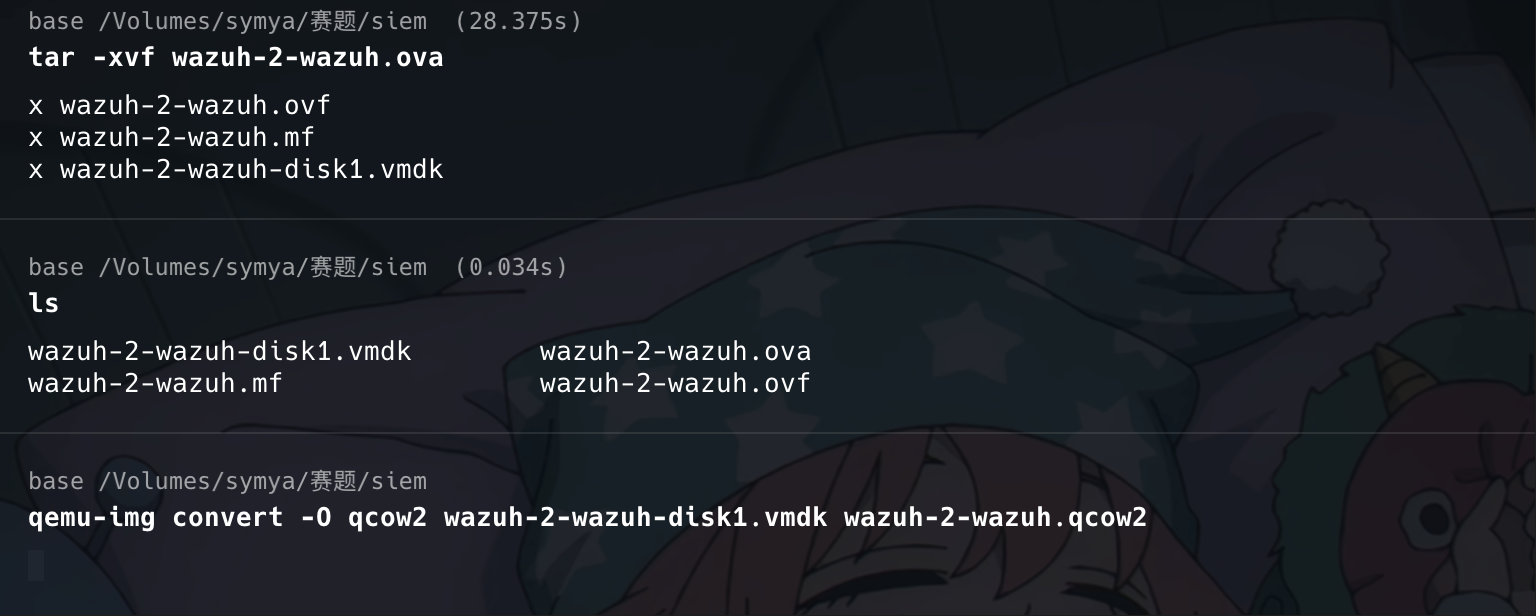 base /Volumes/symya/赛题/siem (28.375s)
tar -xvf wazuh-2-wazuh.ova
x wazuh-2-wazuh.ovf
x wazuh-2-wazuh.mf
x wazuh-2-wazuh-disk1.vmdk
base /Volumes/symya/赛题/siem (0.034s)
ls
wazuh-2-wazuh-disk1.vmdk wazuh-2-wazuh.ova
wazuh-2-wazuh.mf wazuh-2-wazuh.ovf
base /Volumes/symya/赛题/siem
qemu-img convert -O qcow2 wazuh-2-wazuh-disk1.vmdk wazuh-2-wazuh.qcow2